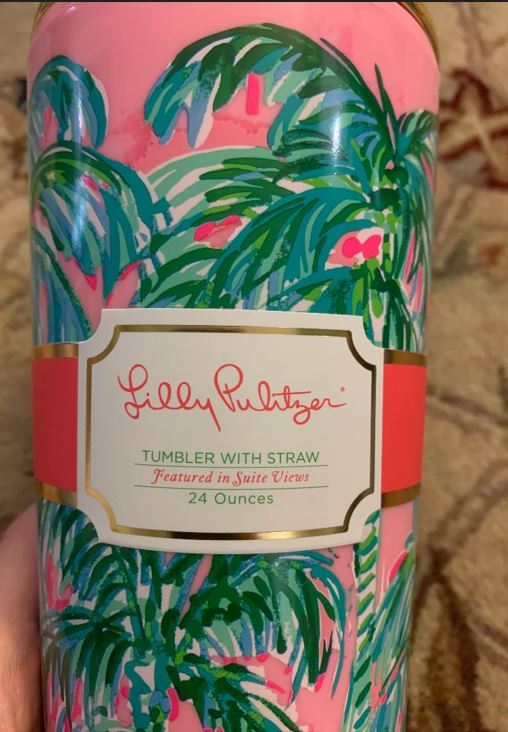 Lilly Pulitzer®
TUMBLER WITH STRAW
Featured in Suite Views
24 Ounces